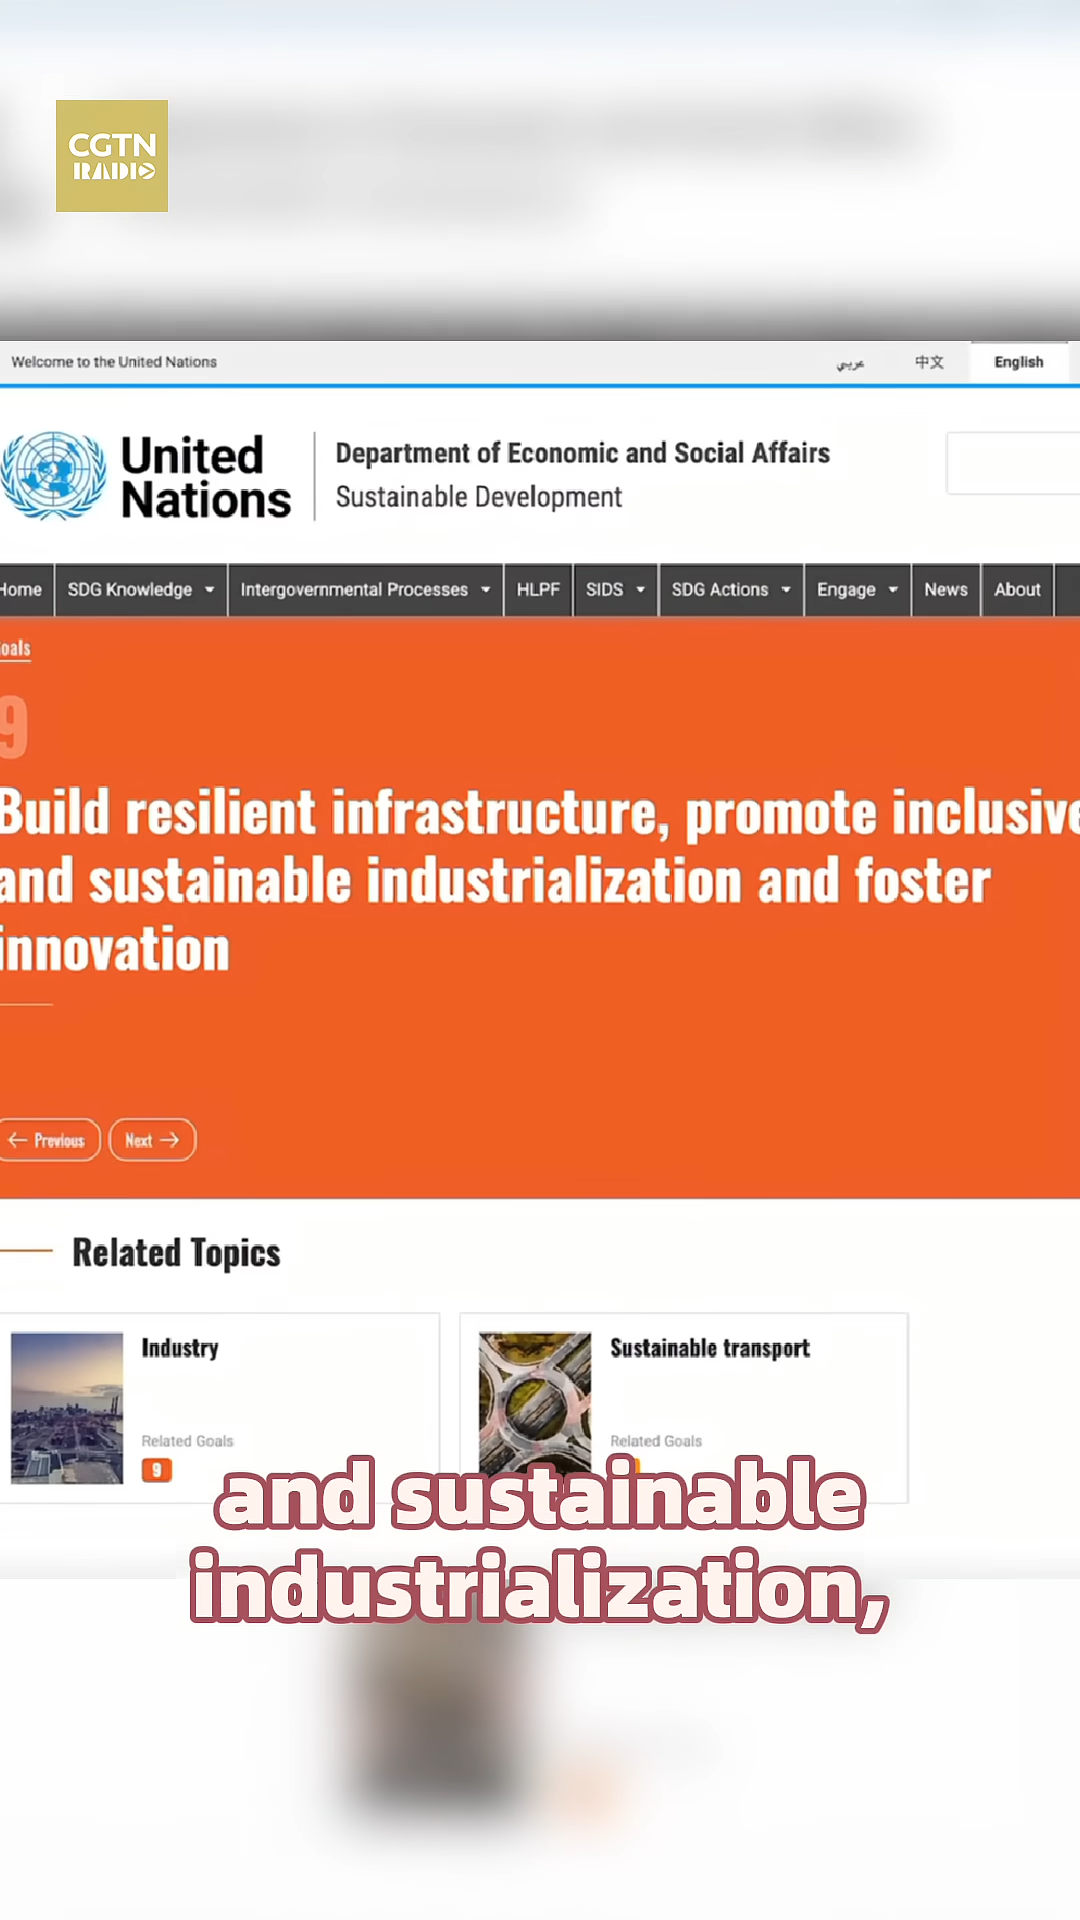 CGTN
RADIO
Welcome to the United Nations
عربي
中文
English
United
Nations
Department of Economic and Social Affairs
Sustainable Development
Home
SDG Knowledge
Intergovernmental Processes
HLPF
SIDS
SDG Actions
Engage
News
About
oals
9
Build resilient infrastructure, promote inclusive
and sustainable industrialization and foster
innovation
← Previous
Next →
Related Topics
Industry
Related Goals
9
Sustainable transport
Related Goals
and sustainable
industrialization,